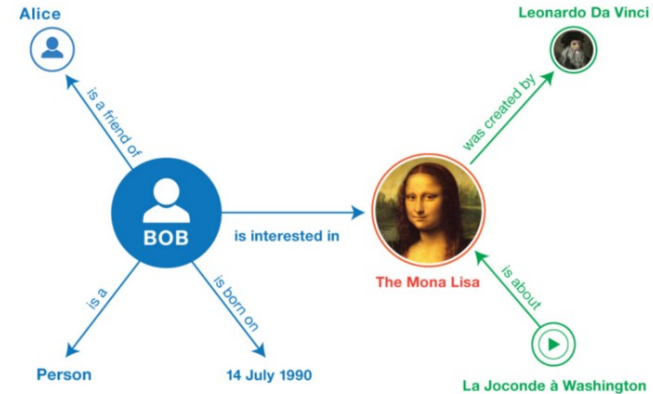 Alice
Leonardo Da Vinci
is a friend of
was created by
BOB
is interested in
The Mona Lisa
is a
is born on
is about
Person
14 July 1990
La Joconde à Washington